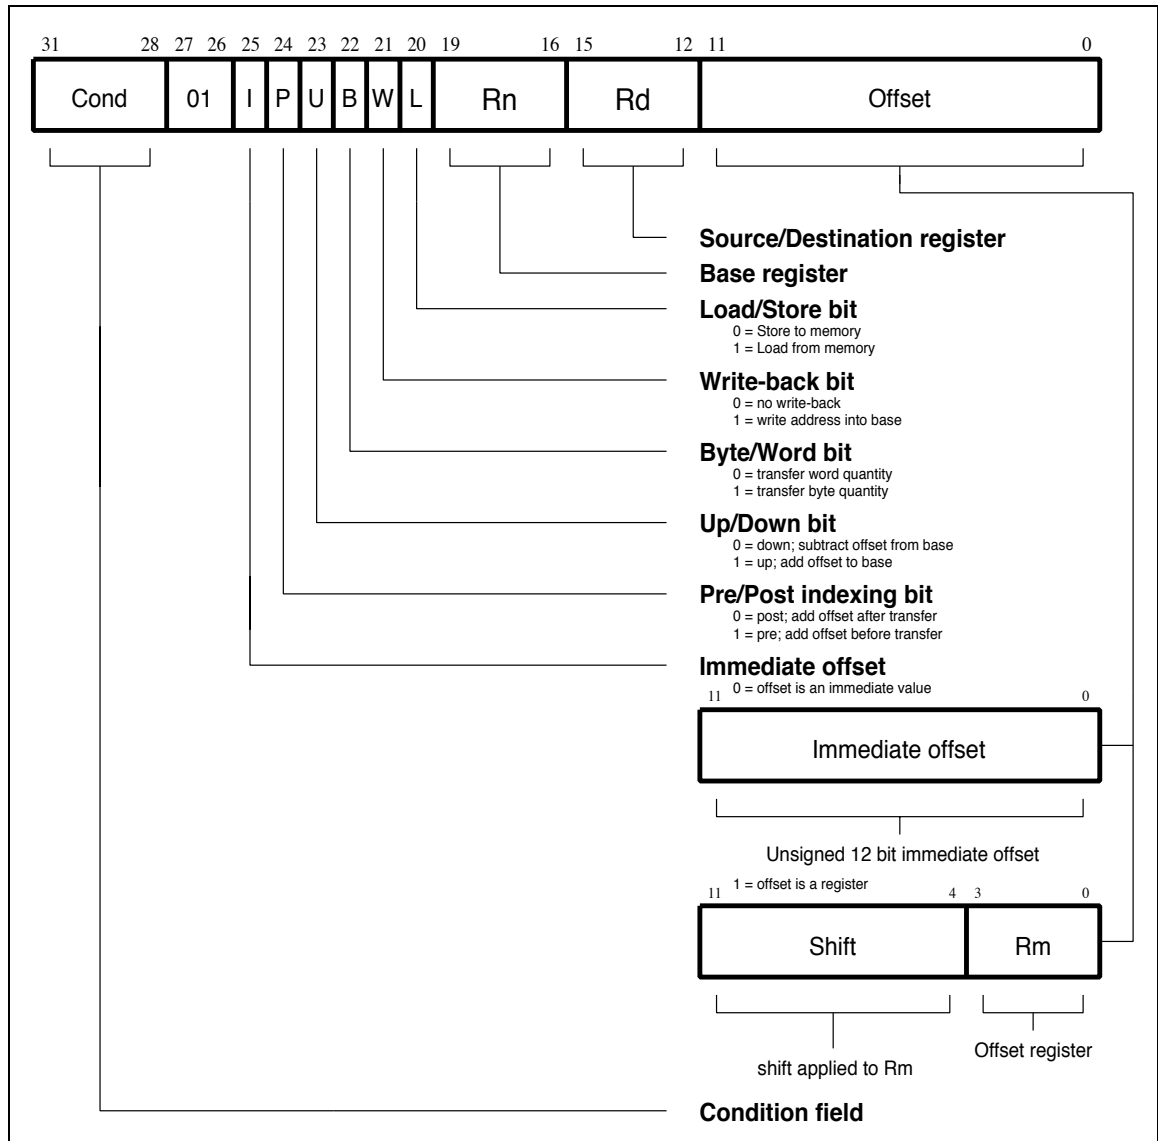 31 28 27 26 25 24 23 22 21 20 19 16 15 12 11 0
Cond 01 I P U B W L Rn Rd Offset
Source/Destination register
Base register
Load/Store bit
0 = Store to memory
1 = Load from memory
Write-back bit
0 = no write-back
1 = write address into base
Byte/Word bit
0 = transfer word quantity
1 = transfer byte quantity
Up/Down bit
0 = down; subtract offset from base
1 = up; add offset to base
Pre/Post indexing bit
0 = post; add offset after transfer
1 = pre; add offset before transfer
Immediate offset
0 = offset is an immediate value
11 0
Immediate offset
Unsigned 12 bit immediate offset
1 = offset is a register
11 4 3 0
Shift Rm
Offset register
shift applied to Rm
Condition field